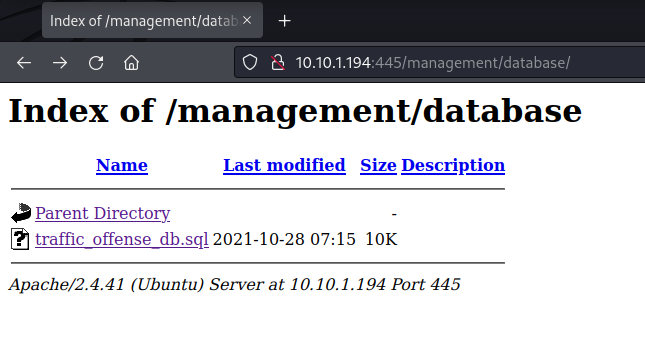 Index of /management/datab
10.10.1.194:445/management/database/
Index of /management/database
Name Last modified Size Description
Parent Directory -
traffic_offense_db.sql 2021-10-28 07:15 10K
Apache/2.4.41 (Ubuntu) Server at 10.10.1.194 Port 445